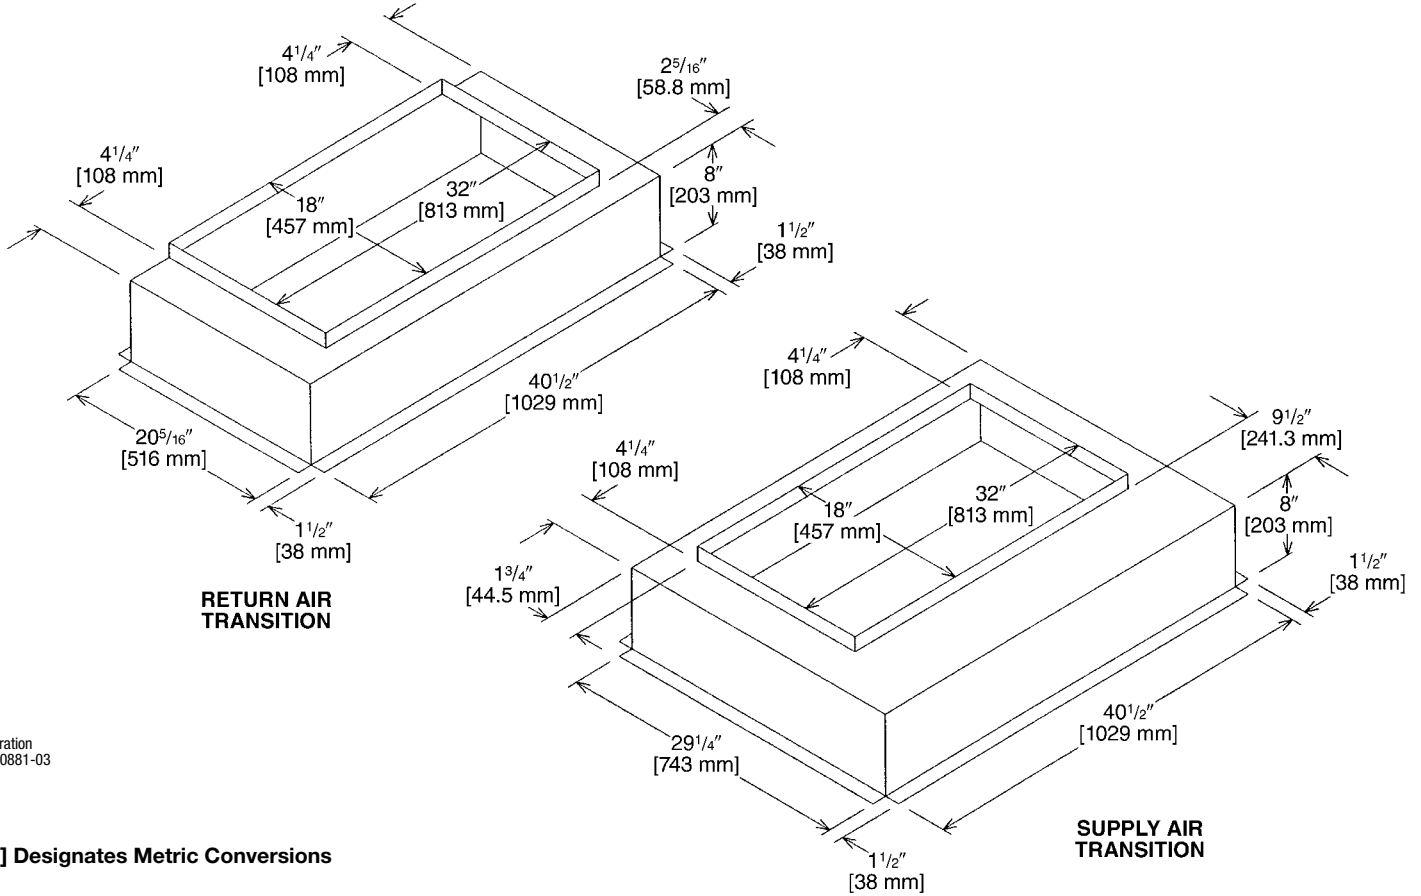 4 1/4″
[108 mm]
2 5/16″
[58.8 mm]
4 1/4″
[108 mm]
8″
[203 mm]
32″
[813 mm]
18″
[457 mm]
1 1/2″
[38 mm]
40 1/2″
[1029 mm]
20 5/16″
[516 mm]
1 1/2″
[38 mm]
RETURN AIR
TRANSITION
4 1/4″
[108 mm]
9 1/2″
[241.3 mm]
4 1/4″
[108 mm]
32″
[813 mm]
18″
[457 mm]
8″
[203 mm]
1 3/4″
[44.5 mm]
1 1/2″
[38 mm]
40 1/2″
[1029 mm]
29 1/4″
[743 mm]
1 1/2″
[38 mm]
SUPPLY AIR
TRANSITION
ration
0881-03
] Designates Metric Conversions